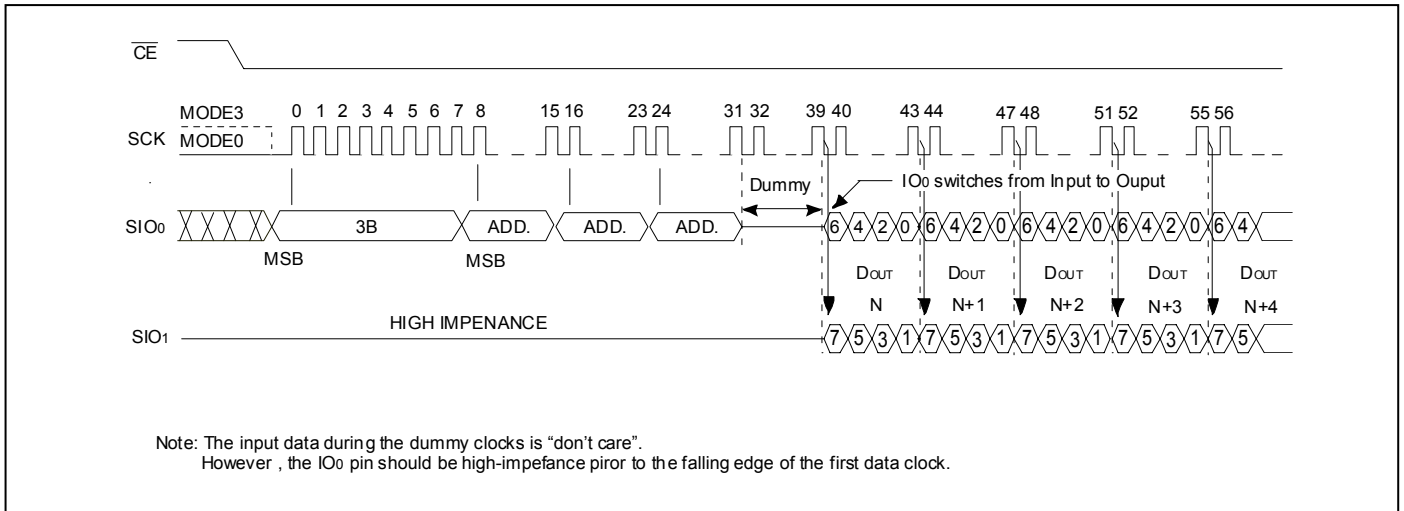 CE
MODE3 0 1 2 3 4 5 6 7 8 15 16 23 24 31 32 39 40 43 44 47 48 51 52 55 56
SCK MODE0
Dummy IO0 switches from Input to Ouput
SIO0 3B ADD. ADD. ADD. 6 4 2 0 6 4 2 0 6 4 2 0 6 4 2 0 6 4
MSB MSB
DOUT DOUT DOUT DOUT DOUT
N N+1 N+2 N+3 N+4
HIGH IMPENANCE
SIO1 7 5 3 1 7 5 3 1 7 5 3 1 7 5 3 1 7 5
Note: The input data during the dummy clocks is “don’t care”.
However , the IO0 pin should be high-impefance piror to the falling edge of the first data clock.